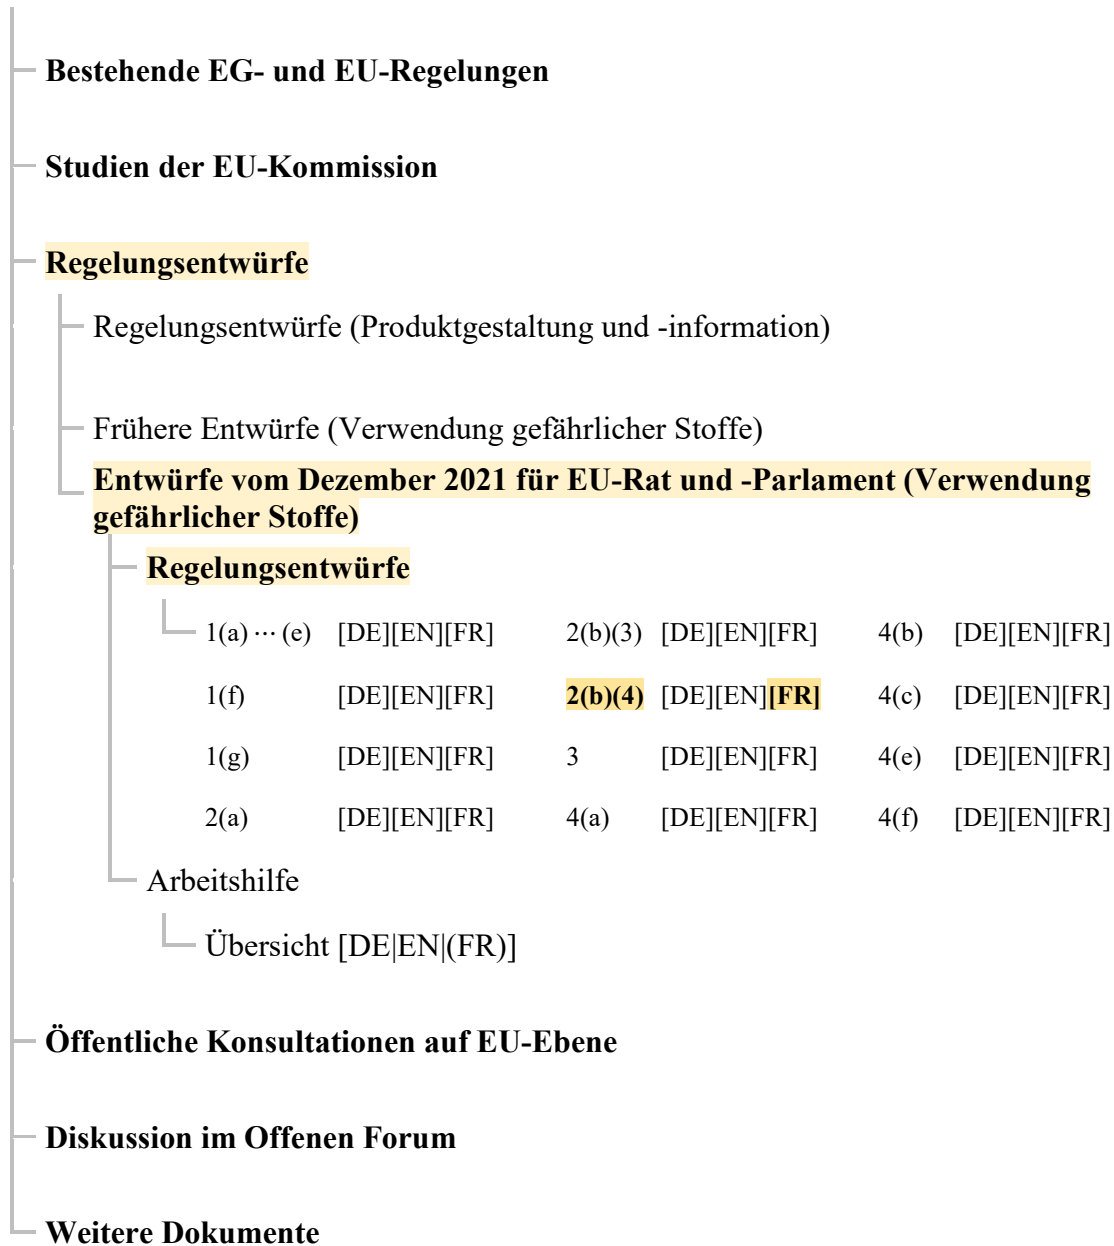 Bestehende EG- und EU-Regelungen
Studien der EU-Kommission
Regelungsentwürfe
Regelungsentwürfe (Produktgestaltung und -information)
Frühere Entwürfe (Verwendung gefährlicher Stoffe)
Entwürfe vom Dezember 2021 für EU-Rat und -Parlament (Verwendung
gefährlicher Stoffe)
Regelungsentwürfe
1(a) ··· (e) [DE][EN][FR] 2(b)(3) [DE][EN][FR] 4(b) [DE][EN][FR]
1(f) [DE][EN][FR] 2(b)(4) [DE][EN][FR] 4(c) [DE][EN][FR]
1(g) [DE][EN][FR] 3 [DE][EN][FR] 4(e) [DE][EN][FR]
2(a) [DE][EN][FR] 4(a) [DE][EN][FR] 4(f) [DE][EN][FR]
Arbeitshilfe
Übersicht [DE|EN|(FR)]
Öffentliche Konsultationen auf EU-Ebene
Diskussion im Offenen Forum
Weitere Dokumente